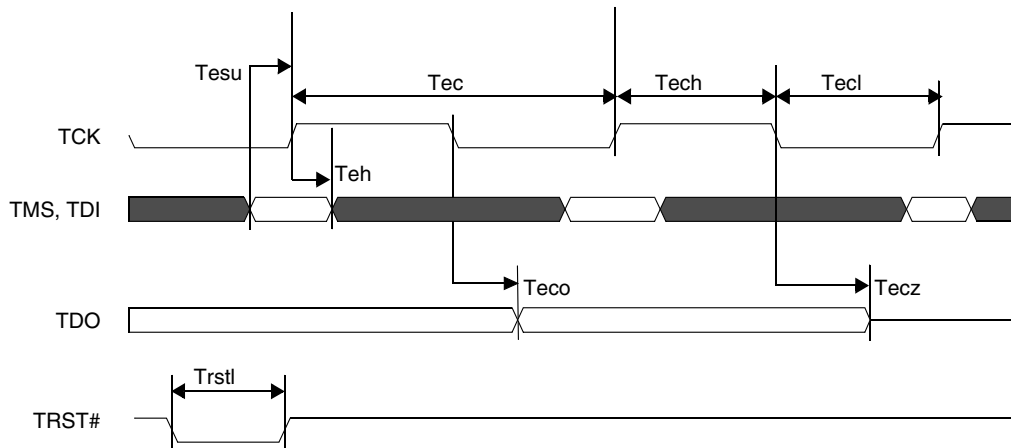 Tesu
Tec
Tech
Tecl
TCK
Teh
TMS, TDI
Teco
Tecz
TDO
Trstl
TRST#